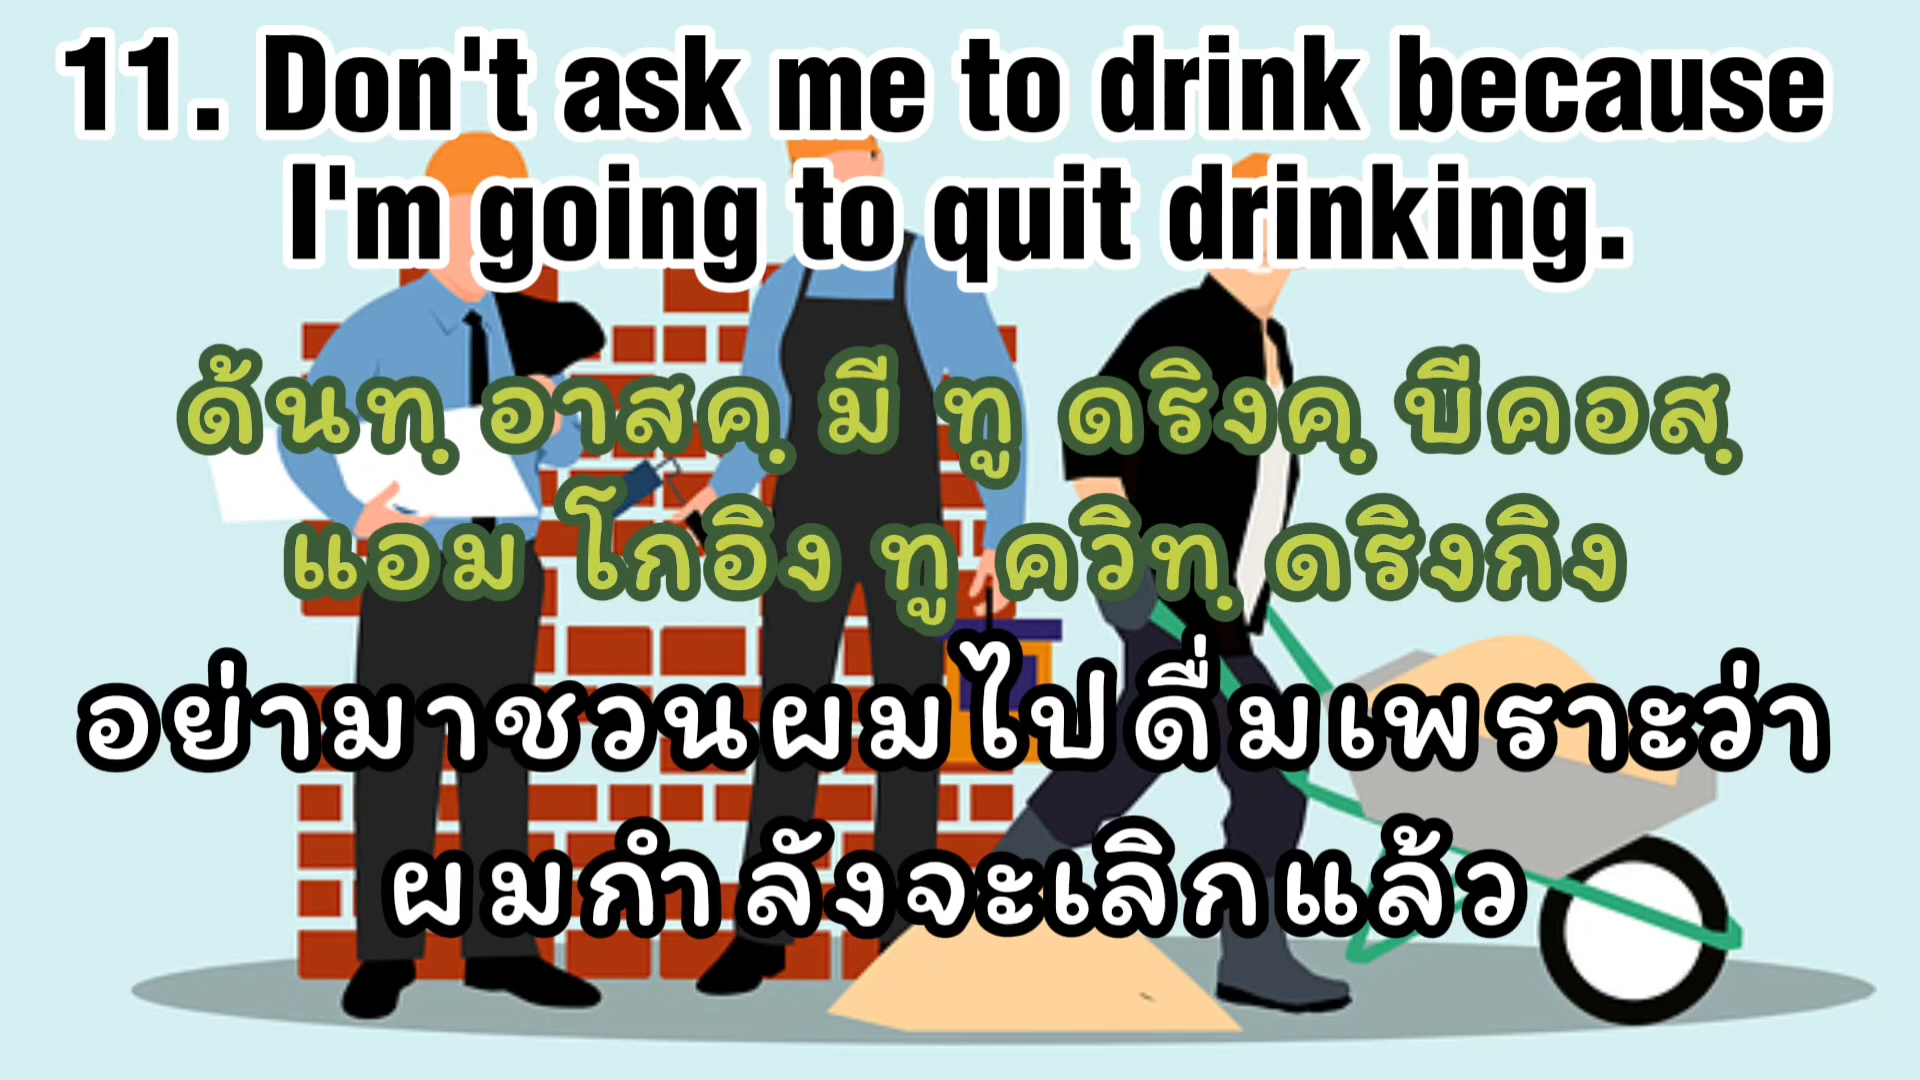 11. Don't ask me to drink because
I'm going to quit drinking.
ด้นทฺ อาสคฺ มี ทู ดริงคฺ บีคอสฺ
แอม โกอิง ทู ควิทฺ ดริงกิง
อย่ามาชวนผมไปดื่มเพราะว่า
ผมกำลังจะเลิกแล้ว